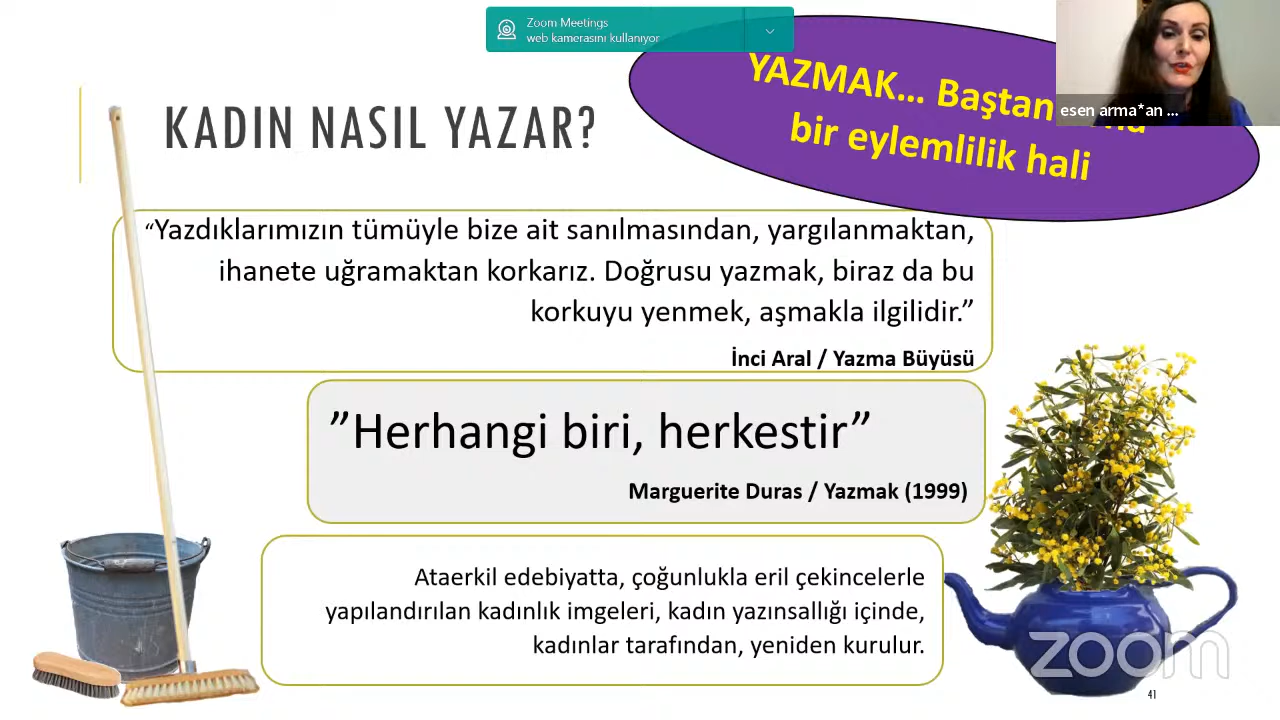 Zoom Meetings
web kamerasını kullanıyor
YAZMAK... Baştan
bir eylemlilik hali
esen arma*an ...
KADIN NASIL YAZAR?
“Yazdıklarımızın tümüyle bize ait sanılmasından, yargılanmaktan,
ihanete uğramaktan korkarız. Doğrusu yazmak, biraz da bu
korkuyu yenmek, aşmakla ilgilidir.”
İnci Aral / Yazma Büyüsü
”Herhangi biri, herkestir”
Marguerite Duras / Yazmak (1999)
Ataerkil edebiyatta, çoğunlukla eril çekincelerle
yapılandırılan kadınlık imgeleri, kadın yazınsallığı içinde,
kadınlar tarafından, yeniden kurulur.
zoom
41